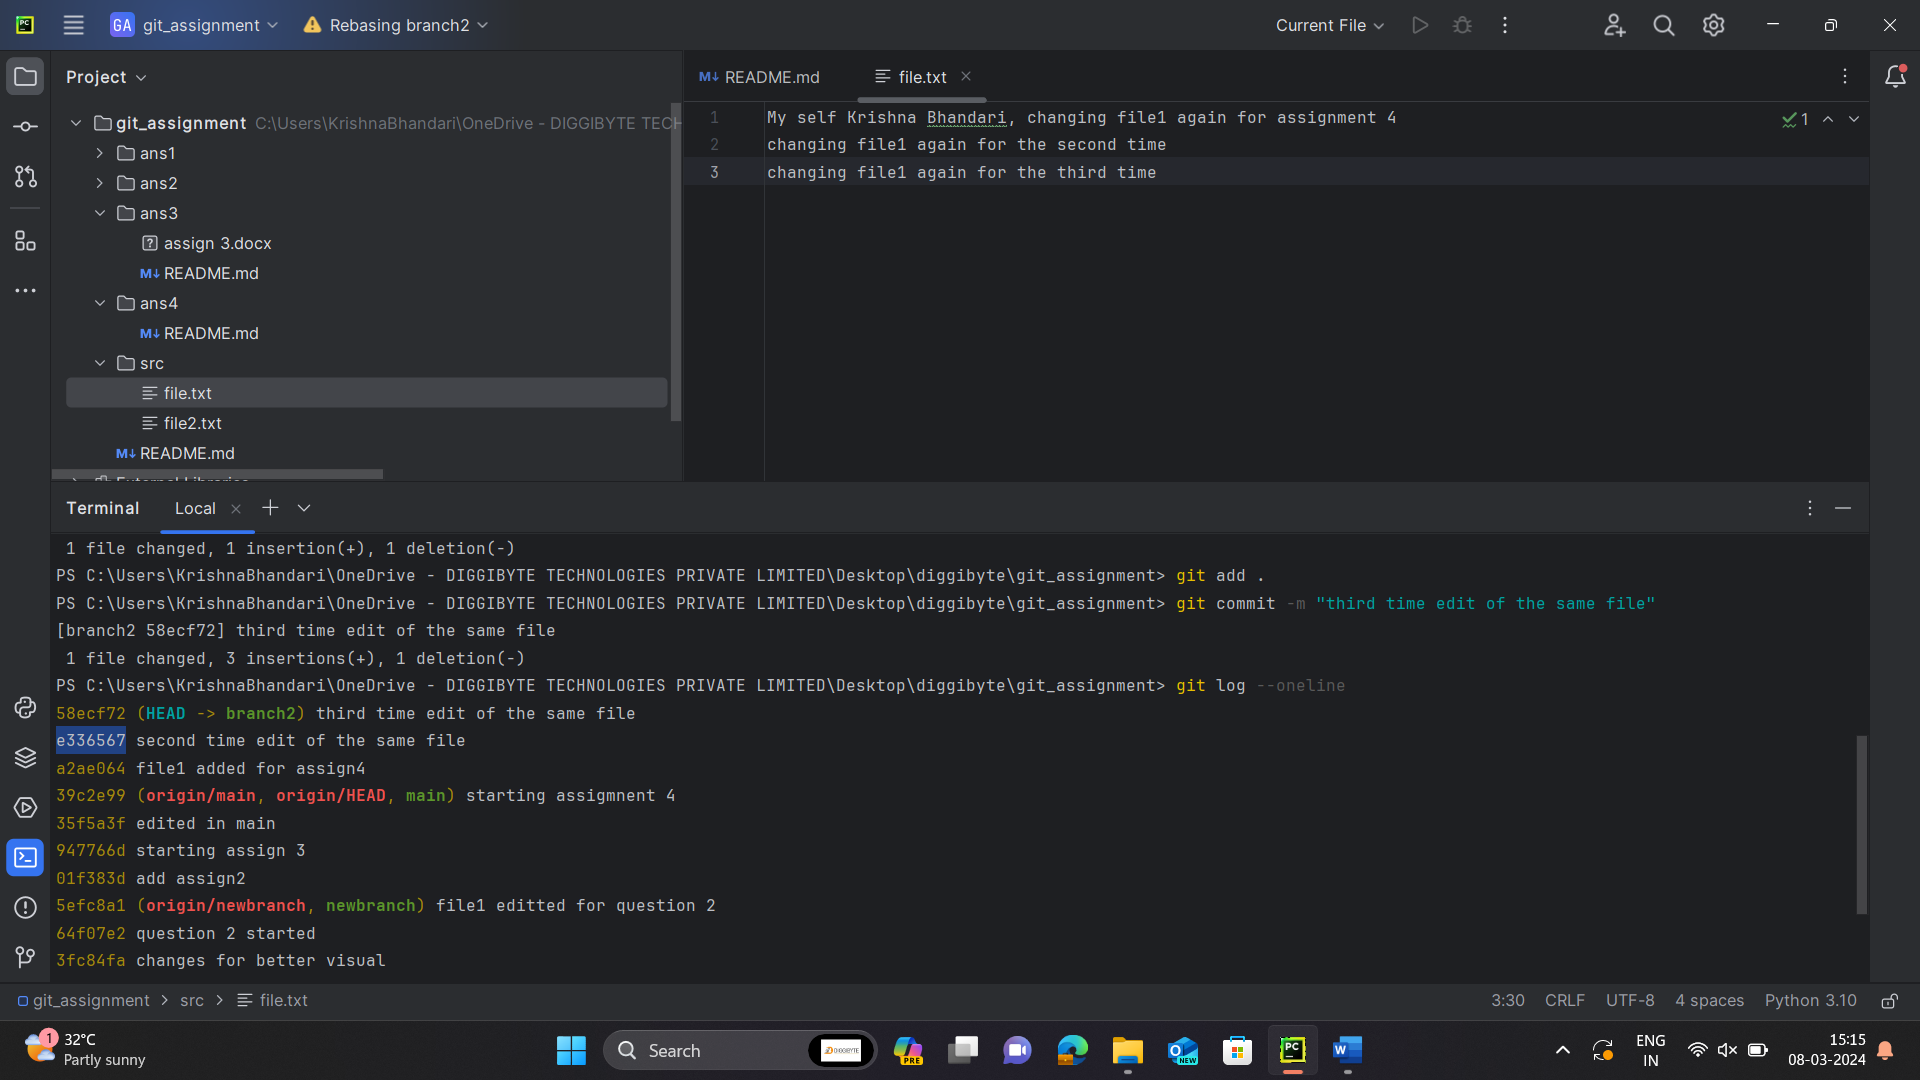 PC
GA git_assignment
Rebasing branch2
Current File
Project
README.md
file.txt
git_assignment C:\Users\KrishnaBhandari\OneDrive - DIGGIBYTE TECH
ans1
ans2
ans3
assign 3.docx
README.md
ans4
README.md
src
file.txt
file2.txt
README.md
1 My self Krishna Bhandari, changing file1 again for assignment 4
2 changing file1 again for the second time
3 changing file1 again for the third time
1
Terminal
Local
1 file changed, 1 insertion(+), 1 deletion(-)
PS C:\Users\KrishnaBhandari\OneDrive - DIGGIBYTE TECHNOLOGIES PRIVATE LIMITED\Desktop\diggibyte\git_assignment> git add .
PS C:\Users\KrishnaBhandari\OneDrive - DIGGIBYTE TECHNOLOGIES PRIVATE LIMITED\Desktop\diggibyte\git_assignment> git commit -m "third time edit of the same file"
[branch2 58ecf72] third time edit of the same file
1 file changed, 3 insertions(+), 1 deletion(-)
PS C:\Users\KrishnaBhandari\OneDrive - DIGGIBYTE TECHNOLOGIES PRIVATE LIMITED\Desktop\diggibyte\git_assignment> git log --oneline
58ecf72 (HEAD -> branch2) third time edit of the same file
e336567 second time edit of the same file
a2ae064 file1 added for assign4
39c2e99 (origin/main, origin/HEAD, main) starting assigmnent 4
35f5a3f edited in main
947766d starting assign 3
01f383d add assign2
5efc8a1 (origin/newbranch, newbranch) file1 editted for question 2
64f07e2 question 2 started
3fc84fa changes for better visual
git_assignment > src > file.txt
3:30 CRLF UTF-8 4 spaces Python 3.10
1
32°C
Partly sunny
Search
DIGGIBYTE
PRE
NEW
PC
W
ENG
IN
15:15
08-03-2024